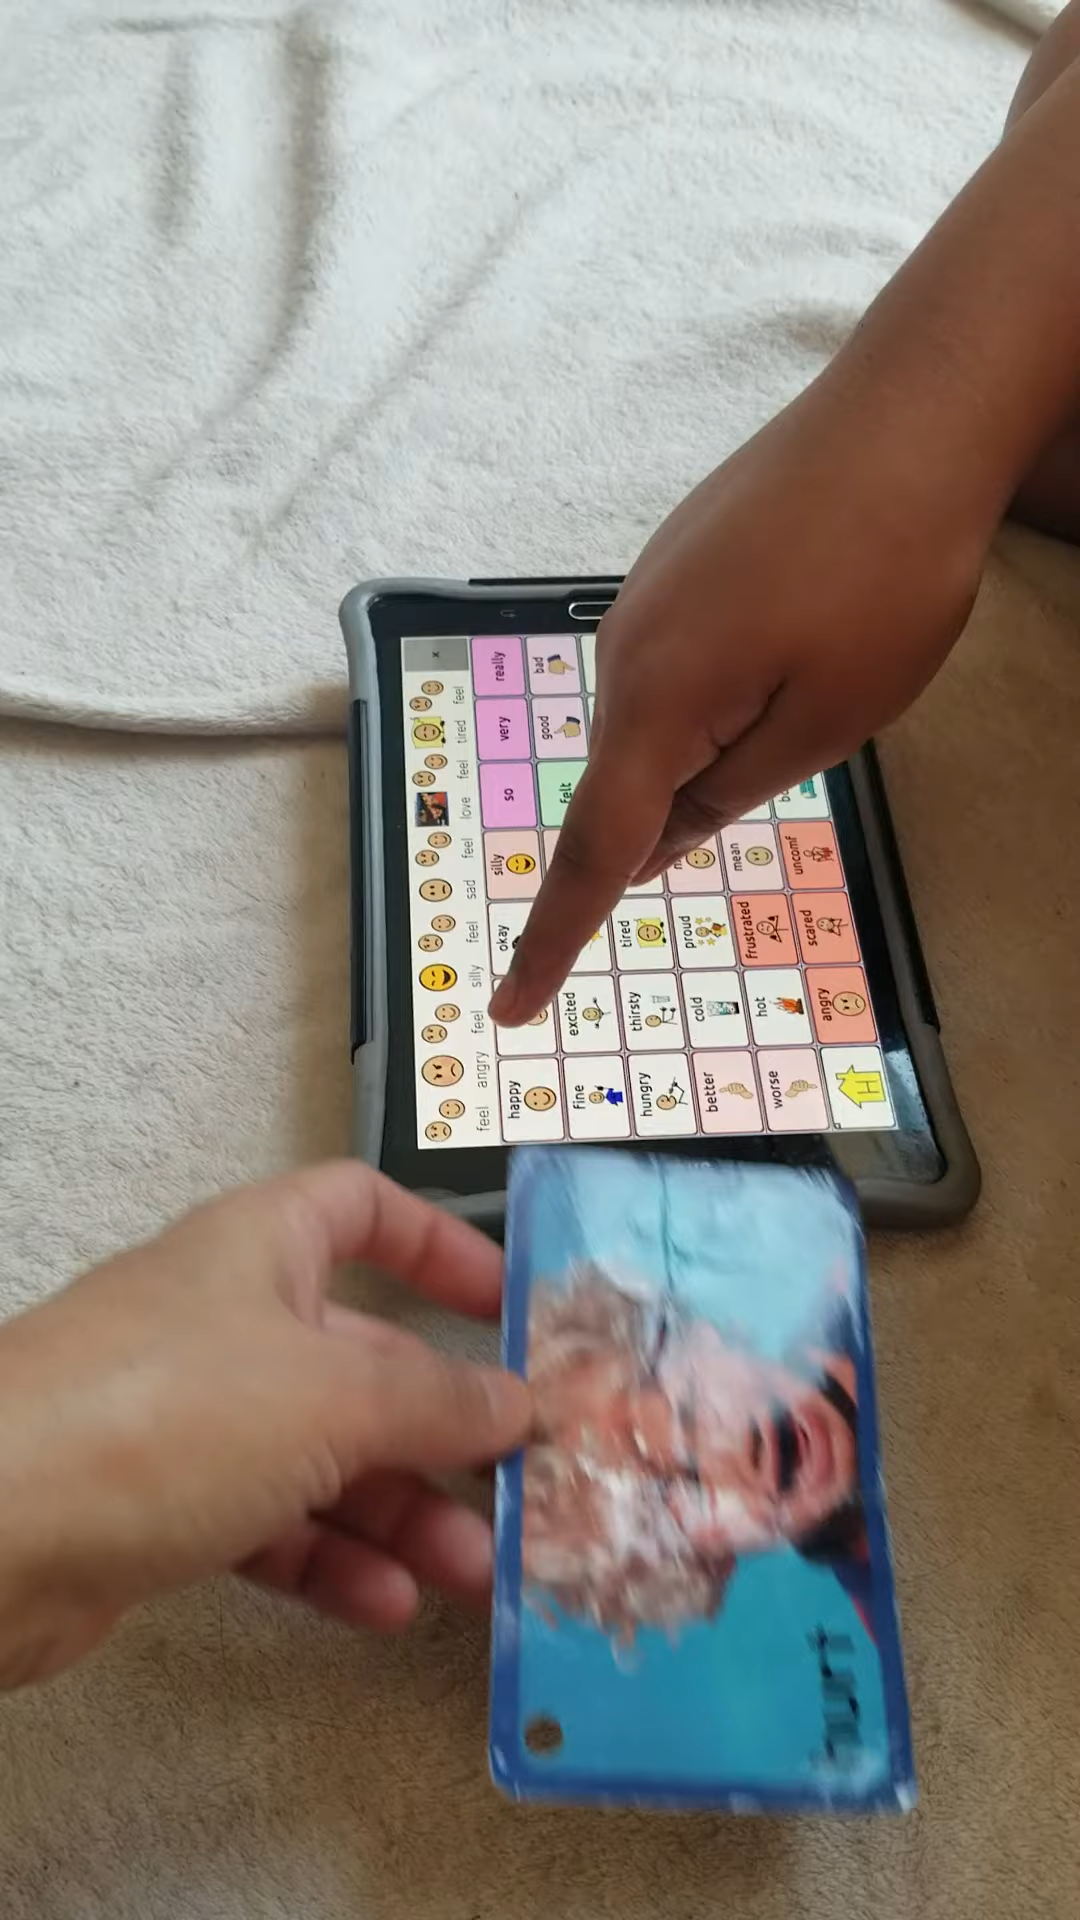 feel angry feel silly feel sad feel love feel tired feel x
happy okay silly so very really
fine excited felt good bad
hungry thirsty tired
better cold proud
worse hot frustrated mean
H angry scared uncomf
hurt